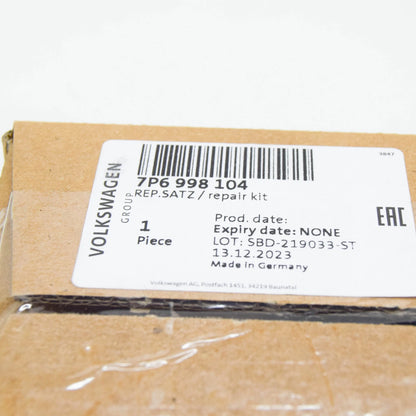 3847
7P6 998 104
REP.SATZ / repair kit
VOLKSWAGEN
GROUP
EAC
1
Piece
Prod. date:
Expiry date: NONE
LOT: SBD-219033-ST
13.12.2023
Made in Germany
Volkswagen AG, Postfach 1451, 34219 Baunatal